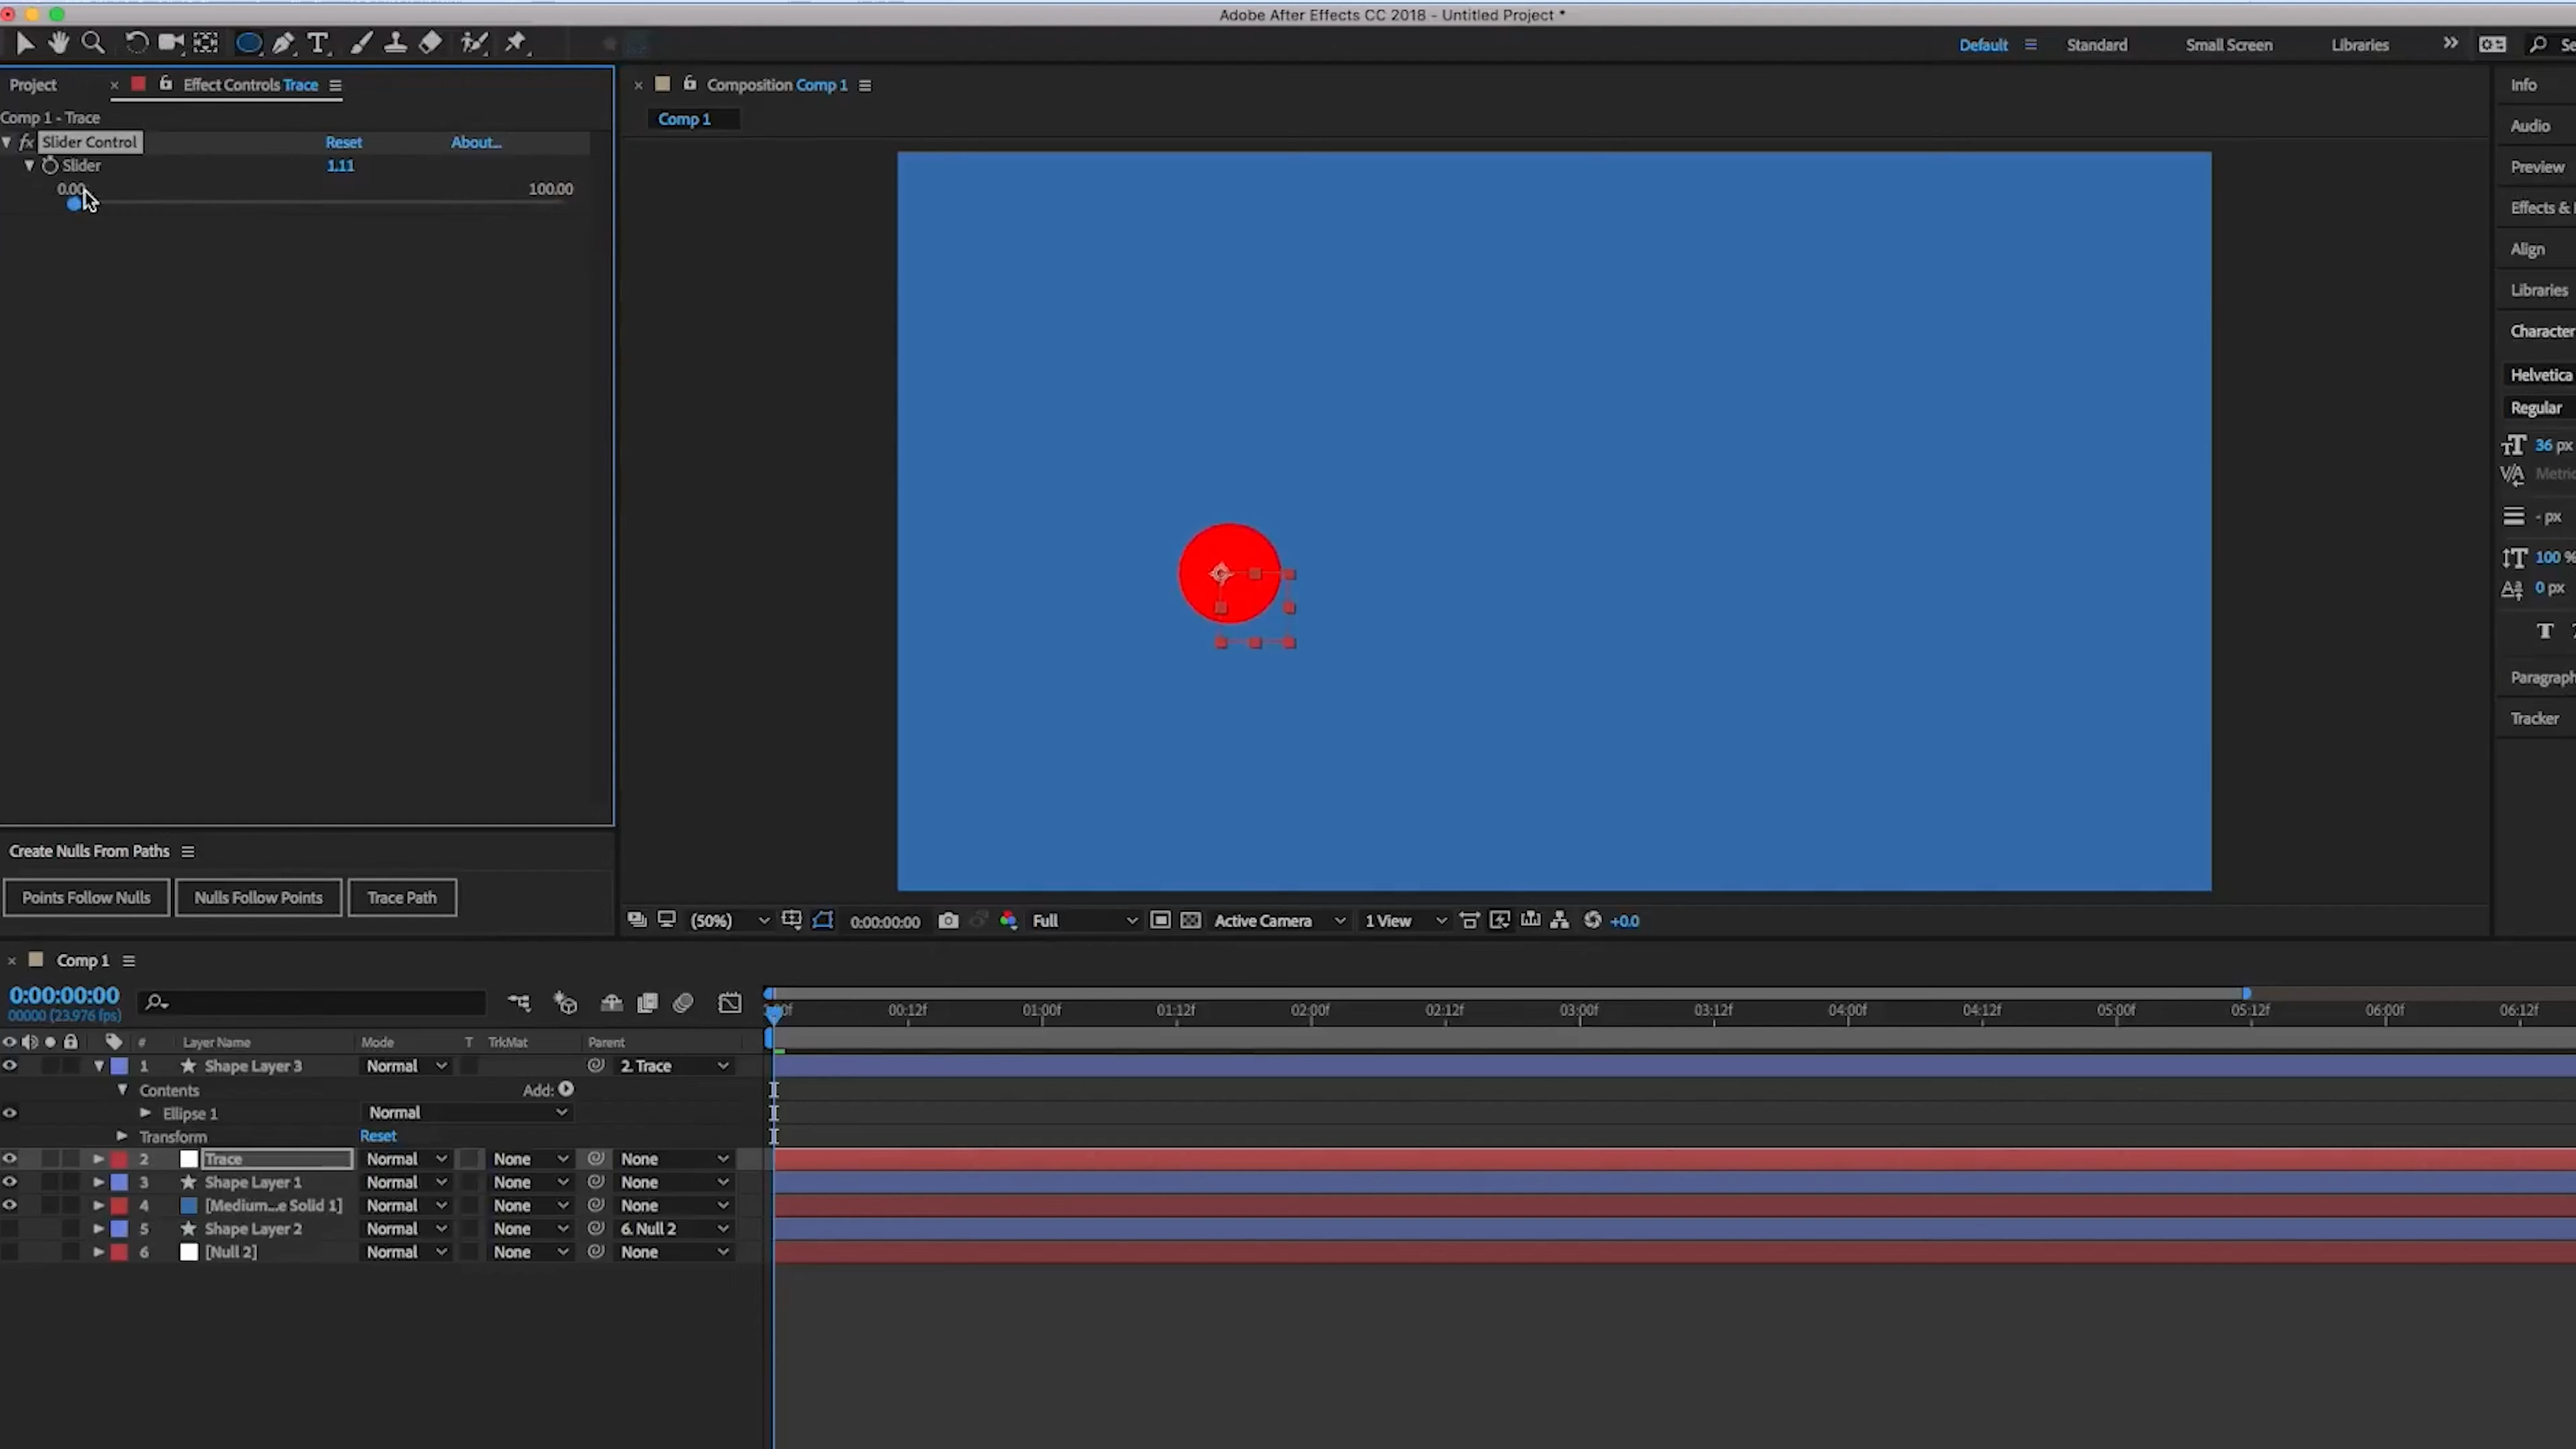 Adobe After Effects CC 2018 - Untitled Project *
Default
Standard
Small Screen
Libraries
Project
Effect Controls Trace
Composition Comp 1
Info
Comp 1 - Trace
Comp 1
Audio
fx Slider Control Reset About...
Slider 1.11
Preview
0.00 100.00
Effects &
Align
Libraries
Character
Helvetica
Regular
36 px
Metric
- px
100 %
0 px
T
Paragraph
Tracker
Create Nulls From Paths
Points Follow Nulls Nulls Follow Points Trace Path
(50%) 0:00:00:00 Full Active Camera 1 View +0.0
Comp 1
0:00:00:00
00000 (23.976 fps)
00:12f 01:00f 01:12f 02:00f 02:12f 03:00f 03:12f 04:00f 04:12f 05:00f 05:12f 06:00f 06:12f
# Layer Name Mode T TrkMat Parent
1 Shape Layer 3 Normal 2. Trace
Contents Add:
Ellipse 1 Normal
Transform Reset
2 Trace Normal None None
3 Shape Layer 1 Normal None None
4 [Medium...e Solid 1] Normal None None
5 Shape Layer 2 Normal None 6. Null 2
6 [Null 2] Normal None None